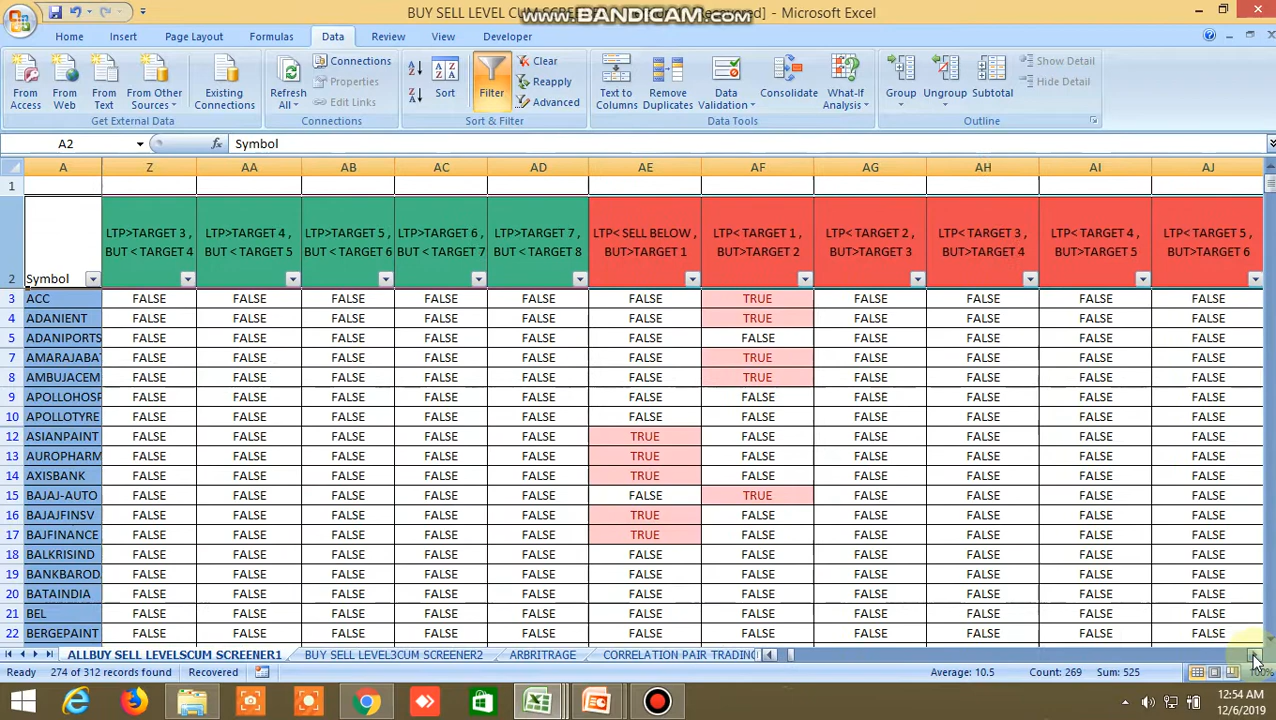 BUY SELL LEVEL CUM SCREENER
www.BANDICAM.com
] - Microsoft Excel
Home Insert Page Layout Formulas Data Review View Developer
From Access
From Web
From Text
From Other Sources
Existing Connections
Get External Data
Refresh All
Connections
Properties
Edit Links
Connections
Sort
Filter
Clear
Reapply
Advanced
Sort & Filter
Text to Columns
Remove Duplicates
Data Validation
Consolidate
What-If Analysis
Data Tools
Group
Ungroup
Subtotal
Show Detail
Hide Detail
Outline
A2 fx Symbol
A Z AA AB AC AD AE AF AG AH AI AJ
1
2 Symbol
LTP>TARGET 3 , BUT < TARGET 4
LTP>TARGET 4 , BUT < TARGET 5
LTP>TARGET 5 , BUT < TARGET 6
LTP>TARGET 6 , BUT < TARGET 7
LTP>TARGET 7 , BUT < TARGET 8
LTP< SELL BELOW , BUT>TARGET 1
LTP< TARGET 1 , BUT>TARGET 2
LTP< TARGET 2 , BUT>TARGET 3
LTP< TARGET 3 , BUT>TARGET 4
LTP< TARGET 4 , BUT>TARGET 5
LTP< TARGET 5 , BUT>TARGET 6
3 ACC FALSE FALSE FALSE FALSE FALSE FALSE TRUE FALSE FALSE FALSE FALSE
4 ADANIENT FALSE FALSE FALSE FALSE FALSE FALSE TRUE FALSE FALSE FALSE FALSE
5 ADANIPORTS FALSE FALSE FALSE FALSE FALSE FALSE FALSE FALSE FALSE FALSE FALSE
7 AMARAJABAT FALSE FALSE FALSE FALSE FALSE FALSE TRUE FALSE FALSE FALSE FALSE
8 AMBUJACEM FALSE FALSE FALSE FALSE FALSE FALSE TRUE FALSE FALSE FALSE FALSE
9 APOLLOHOSP FALSE FALSE FALSE FALSE FALSE FALSE FALSE FALSE FALSE FALSE FALSE
10 APOLLOTYRE FALSE FALSE FALSE FALSE FALSE FALSE FALSE FALSE FALSE FALSE FALSE
12 ASIANPAINT FALSE FALSE FALSE FALSE FALSE TRUE FALSE FALSE FALSE FALSE FALSE
13 AUROPHARM FALSE FALSE FALSE FALSE FALSE TRUE FALSE FALSE FALSE FALSE FALSE
14 AXISBANK FALSE FALSE FALSE FALSE FALSE TRUE FALSE FALSE FALSE FALSE FALSE
15 BAJAJ-AUTO FALSE FALSE FALSE FALSE FALSE FALSE TRUE FALSE FALSE FALSE FALSE
16 BAJAJFINSV FALSE FALSE FALSE FALSE FALSE TRUE FALSE FALSE FALSE FALSE FALSE
17 BAJFINANCE FALSE FALSE FALSE FALSE FALSE TRUE FALSE FALSE FALSE FALSE FALSE
18 BALKRISIND FALSE FALSE FALSE FALSE FALSE FALSE FALSE FALSE FALSE FALSE FALSE
19 BANKBAROD FALSE FALSE FALSE FALSE FALSE FALSE FALSE FALSE FALSE FALSE FALSE
20 BATAINDIA FALSE FALSE FALSE FALSE FALSE FALSE FALSE FALSE FALSE FALSE FALSE
21 BEL FALSE FALSE FALSE FALSE FALSE FALSE FALSE FALSE FALSE FALSE FALSE
22 BERGEPAINT FALSE FALSE FALSE FALSE FALSE FALSE FALSE FALSE FALSE FALSE FALSE
ALLBUY SELL LEVELSCUM SCREENER1 BUY SELL LEVEL3CUM SCREENER2 ARBRITRAGE CORRELATION PAIR TRADING
Ready 274 of 312 records found Recovered Average: 10.5 Count: 269 Sum: 525 100%
12:54 AM
12/6/2019